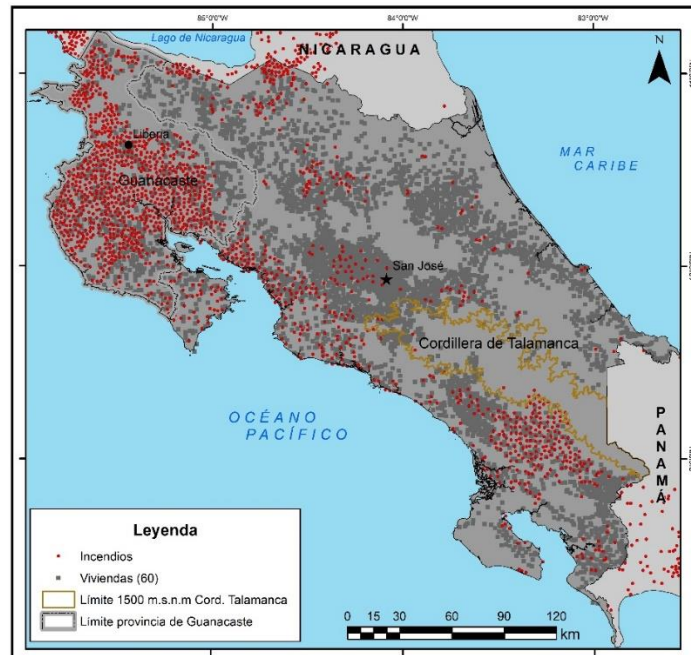 85°0'0"
84°0'0"
83°0'0"
Lago de Nicaragua
NICARAGUA
N
Liberia
Guanacaste
MAR
CARIBE
San José
Cordillera de Talamanca
OCÉANO
PACÍFICO
PANAMÁ
Leyenda
Incendios
Viviendas (60)
Límite 1500 m.s.n.m Cord. Talamanca
Límite provincia de Guanacaste
0 15 30 60 90 120
km